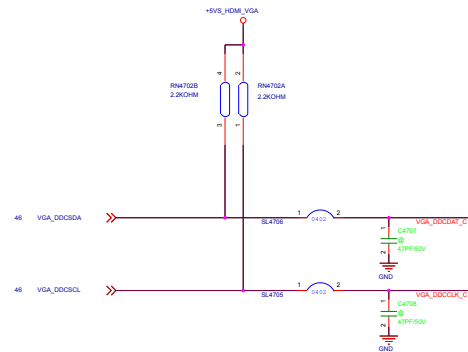 +5VS_HDMI_VGA
4
2
RN4702B
2.2KOHM
RN4702A
2.2KOHM
3
1
46 VGA_DDCSDA
1
2
SL4706
0402
VGA_DDCDAT_C
1
C4707
@
47PF/50V
2
GND
46 VGA_DDCSCL
1
2
SL4705
0402
VGA_DDCCLK_C
1
C4708
@
47PF/50V
2
GND